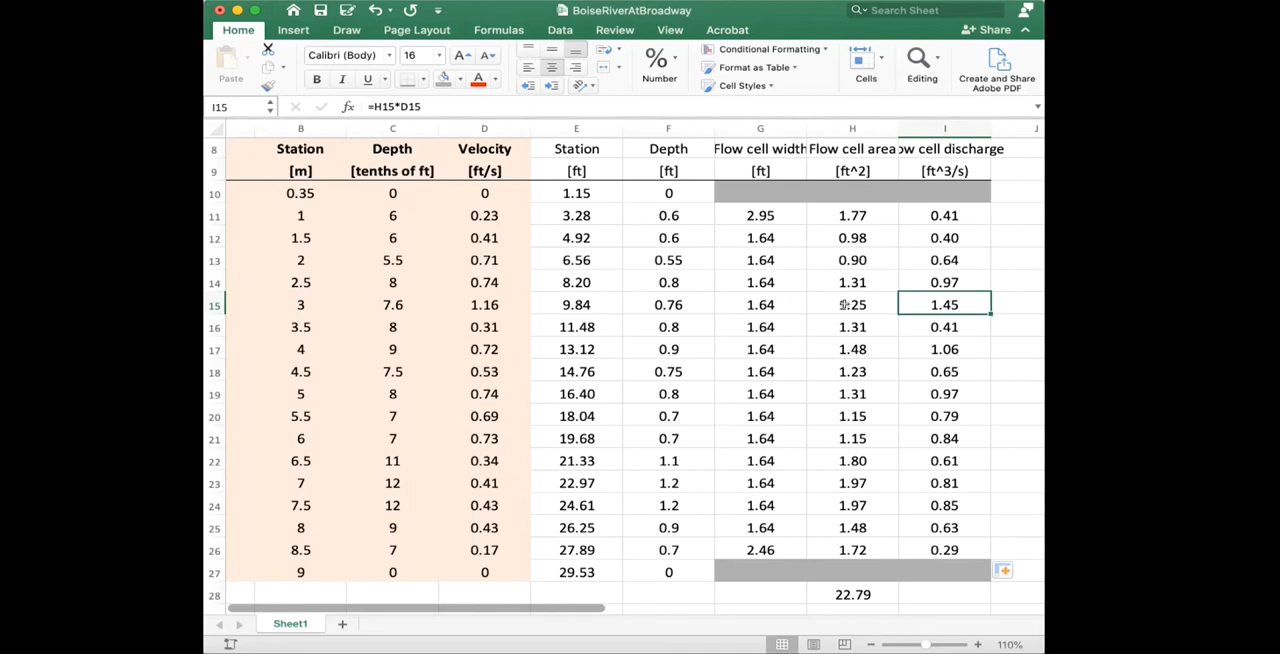 BoiseRiverAtBroadway
Search Sheet
Home Insert Draw Page Layout Formulas Data Review View Acrobat Share
Paste Calibri (Body) 16 A A Conditional Formatting
B I U A Number Format as Table Cells Editing Create and Share
Cell Styles Adobe PDF
I15 fx =H15*D15
B C D E F G H I J
8 Station Depth Velocity Station Depth Flow cell width Flow cell area ow cell discharge
9 [m] [tenths of ft] [ft/s] [ft] [ft] [ft] [ft^2] [ft^3/s]
10 0.35 0 0 1.15 0
11 1 6 0.23 3.28 0.6 2.95 1.77 0.41
12 1.5 6 0.41 4.92 0.6 1.64 0.98 0.40
13 2 5.5 0.71 6.56 0.55 1.64 0.90 0.64
14 2.5 8 0.74 8.20 0.8 1.64 1.31 0.97
15 3 7.6 1.16 9.84 0.76 1.64 1.45
16 3.5 8 0.31 11.48 0.8 1.64 1.31 0.41
17 4 9 0.72 13.12 0.9 1.64 1.48 1.06
18 4.5 7.5 0.53 14.76 0.75 1.64 1.23 0.65
19 5 8 0.74 16.40 0.8 1.64 1.31 0.97
20 5.5 7 0.69 18.04 0.7 1.64 1.15 0.79
21 6 7 0.73 19.68 0.7 1.64 1.15 0.84
22 6.5 11 0.34 21.33 1.1 1.64 1.80 0.61
23 7 12 0.41 22.97 1.2 1.64 1.97 0.81
24 7.5 12 0.43 24.61 1.2 1.64 1.97 0.85
25 8 9 0.43 26.25 0.9 1.64 1.48 0.63
26 8.5 7 0.17 27.89 0.7 2.46 1.72 0.29
27 9 0 0 29.53 0
28 22.79
Sheet1
110%